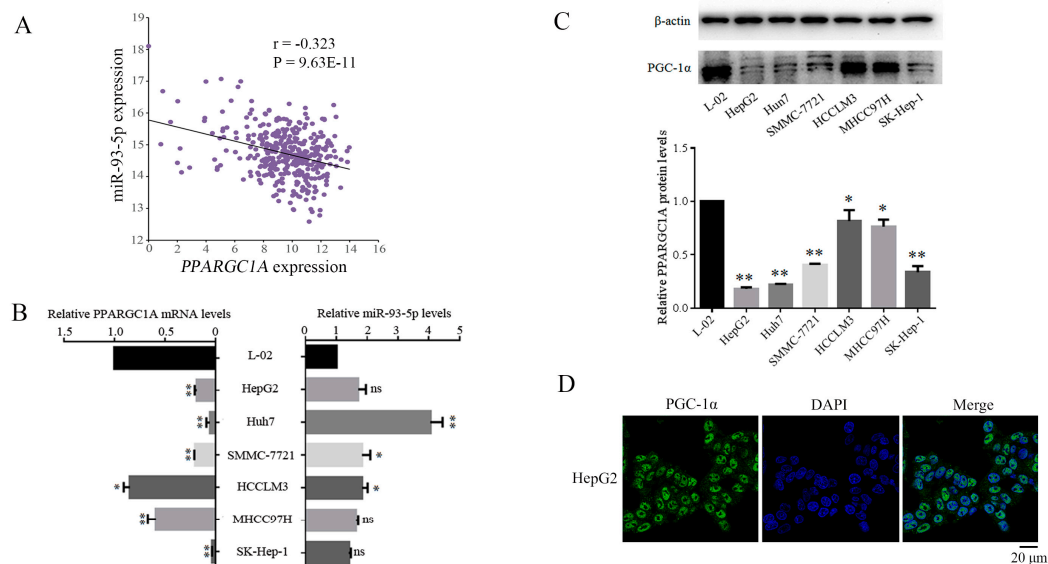 A
r = -0.323
P = 9.63E-11
miR-93-5p expression
19
18
17
16
15
14
13
12
0 2 4 6 8 10 12 14 16
PPARGC1A expression
B
Relative PPARGC1A mRNA levels
1.5 1.0 0.5 0
Relative miR-93-5p levels
0 1 2 3 4 5
L-02
** HepG2 ns
** Huh7 **
** SMMC-7721 *
* HCCLM3 *
** MHCC97H ns
** SK-Hep-1 ns
C
β-actin
PGC-1α
L-02
HepG2
Hun7
SMMC-7721
HCCLM3
MHCC97H
SK-Hep-1
Relative PPARGC1A protein levels
1.5
1.0
0.5
0.0
** ** ** * * **
L-02
HepG2
Huh7
SMMC-7721
HCCLM3
MHCC97H
SK-Hep-1
D
PGC-1α DAPI Merge
HepG2
20 μm